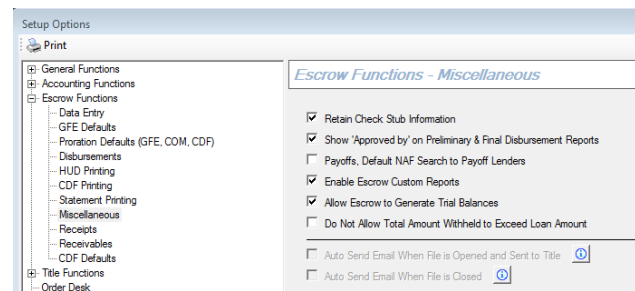 Setup Options
Print
General Functions
Accounting Functions
Escrow Functions
Data Entry
GFE Defaults
Proration Defaults (GFE, COM, CDF)
Disbursements
HUD Printing
CDF Printing
Statement Printing
Miscellaneous
Receipts
Receivables
CDF Defaults
Title Functions
Order Desk
Escrow Functions - Miscellaneous
Retain Check Stub Information
Show 'Approved by' on Preliminary & Final Disbursement Reports
Payoffs, Default NAF Search to Payoff Lenders
Enable Escrow Custom Reports
Allow Escrow to Generate Trial Balances
Do Not Allow Total Amount Withheld to Exceed Loan Amount
Auto Send Email When File is Opened and Sent to Title
Auto Send Email When File is Closed